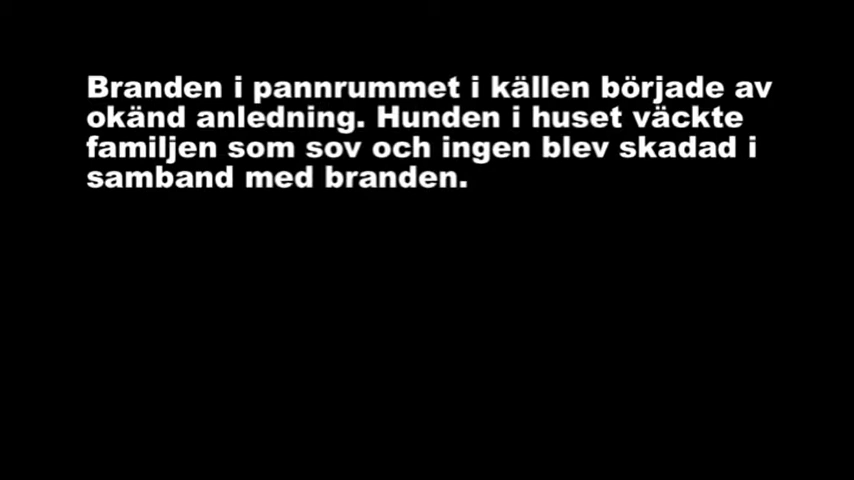 Branden i pannrummet i källen började av
okänd anledning. Hunden i huset väckte
familjen som sov och ingen blev skadad i
samband med branden.